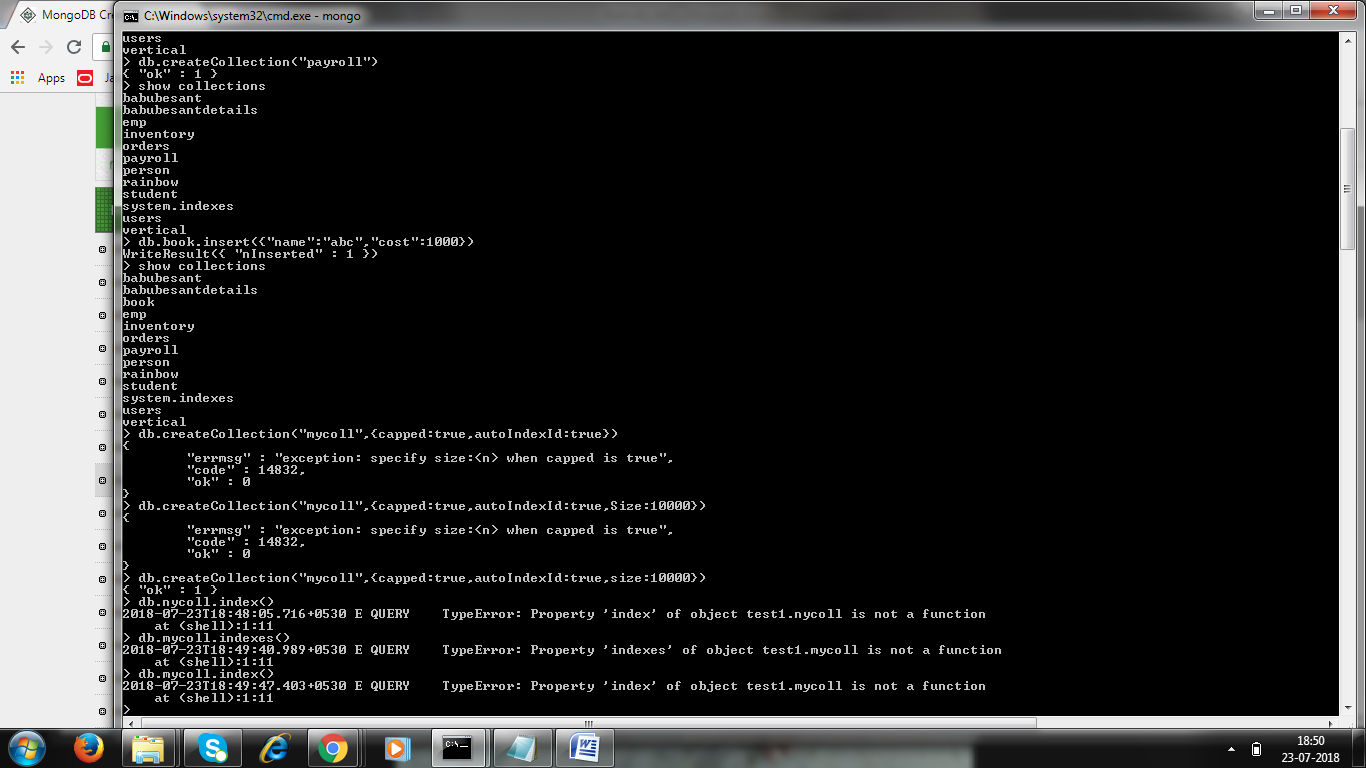 MongoDB Cre
C:\Windows\system32\cmd.exe - mongo
Apps
Ja
users
vertical
> db.createCollection("payroll")
{ "ok" : 1 }
> show collections
babubesant
babubesantdetails
emp
inventory
orders
payroll
person
rainbow
student
system.indexes
users
vertical
> db.book.insert({"name":"abc","cost":1000})
WriteResult({ "nInserted" : 1 })
> show collections
babubesant
babubesantdetails
book
emp
inventory
orders
payroll
person
rainbow
student
system.indexes
users
vertical
> db.createCollection("mycoll",{capped:true,autoIndexId:true})
{
        "errmsg" : "exception: specify size:<n> when capped is true",
        "code" : 14832,
        "ok" : 0
}
> db.createCollection("mycoll",{capped:true,autoIndexId:true,Size:10000})
{
        "errmsg" : "exception: specify size:<n> when capped is true",
        "code" : 14832,
        "ok" : 0
}
> db.createCollection("mycoll",{capped:true,autoIndexId:true,size:10000})
{ "ok" : 1 }
> db.nycoll.index()
2018-07-23T18:48:05.716+0530 E QUERY    TypeError: Property 'index' of object test1.nycoll is not a function
    at (shell):1:11
> db.mycoll.indexes()
2018-07-23T18:49:40.989+0530 E QUERY    TypeError: Property 'indexes' of object test1.mycoll is not a function
    at (shell):1:11
> db.mycoll.index()
2018-07-23T18:49:47.403+0530 E QUERY    TypeError: Property 'index' of object test1.mycoll is not a function
    at (shell):1:11
>
18:50
23-07-2018